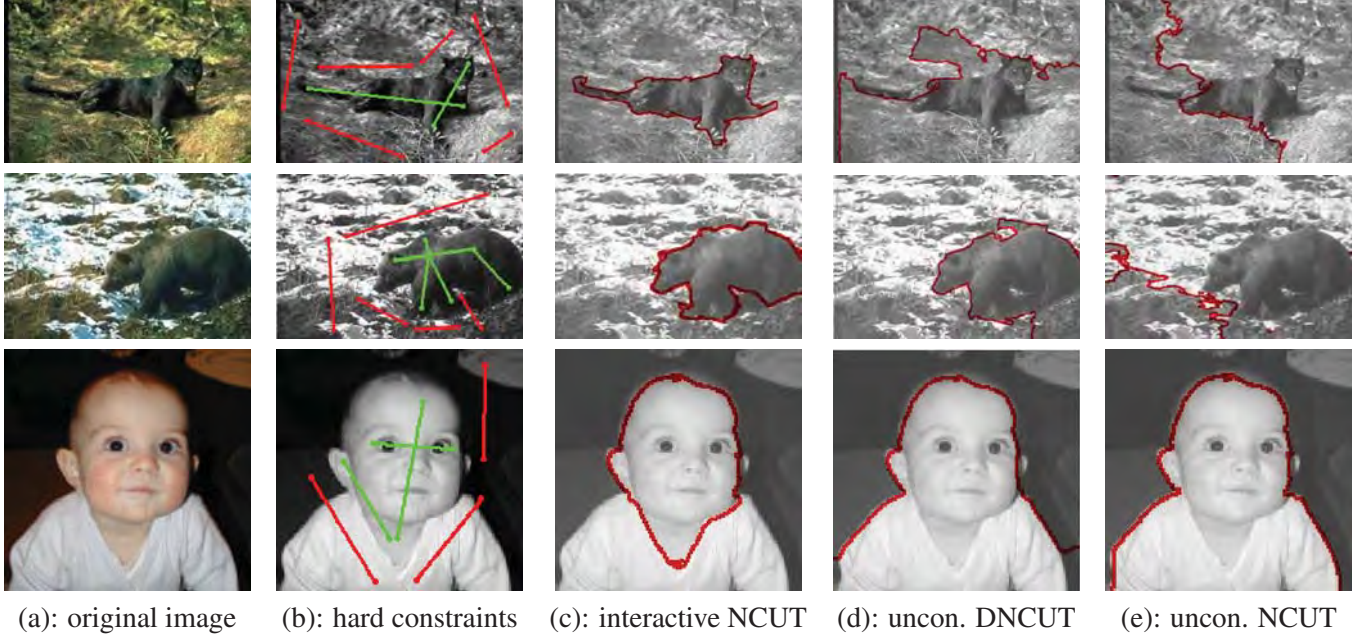 (a): original image
(b): hard constraints
(c): interactive NCUT
(d): uncon. DNCUT
(e): uncon. NCUT